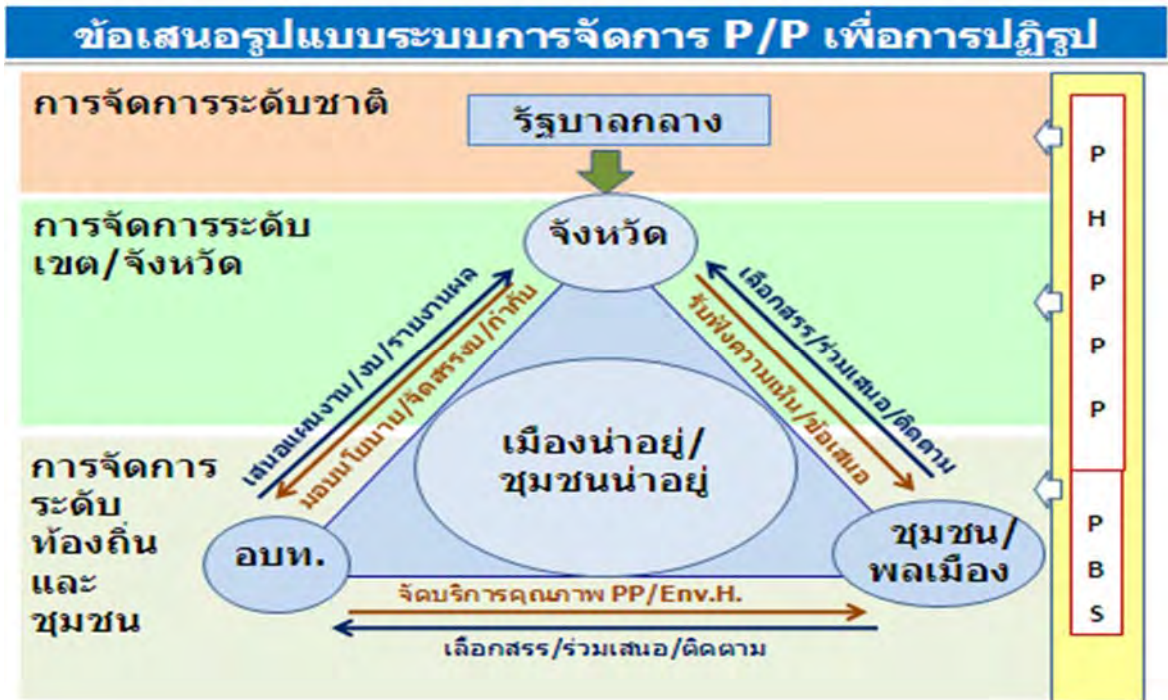 ข้อเสนอรูปแบบระบบการจัดการ P/P เพื่อการปฏิรูป
การจัดการระดับชาติ
รัฐบาลกลาง
การจัดการระดับ
เขต/จังหวัด
จังหวัด
เสนอแผนงาน/งบ/รายงานผล
มอบนโยบาย/จัดสรรงบ/กำกับ
เลือกสรร/ร่วมเสนอ/ติดตาม
รับฟังความเห็น/ข้อเสนอ
เมืองน่าอยู่/
ชุมชนน่าอยู่
การจัดการ
ระดับ
ท้องถิ่น
และ
ชุมชน
อบท.
ชุมชน/
พลเมือง
จัดบริการคุณภาพ PP/Env.H.
เลือกสรร/ร่วมเสนอ/ติดตาม
P
H
P
P
P
P
B
S